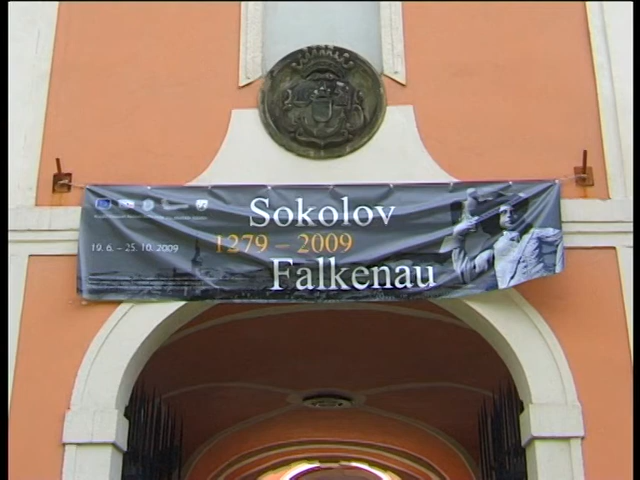 Sokolov
1279 – 2009
19. 6. – 25. 10. 2009
Falkenau